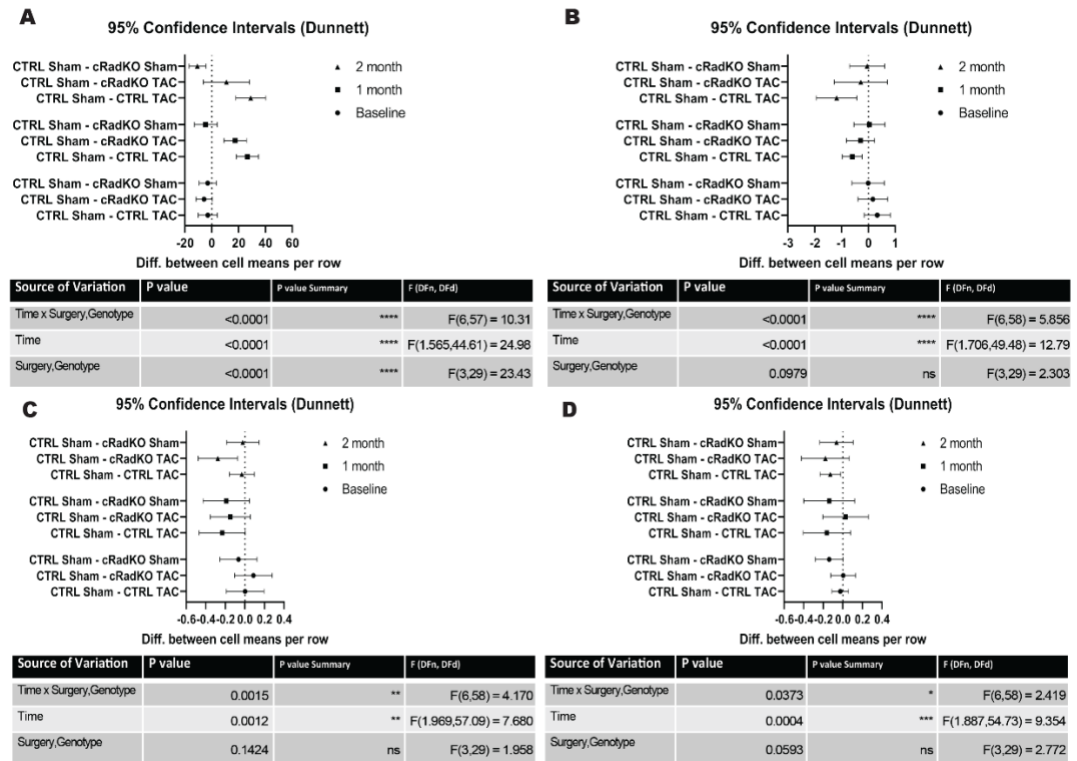 A
95% Confidence Intervals (Dunnett)
CTRL Sham - cRadKO Sham
CTRL Sham - cRadKO TAC
CTRL Sham - CTRL TAC
CTRL Sham - cRadKO Sham
CTRL Sham - cRadKO TAC
CTRL Sham - CTRL TAC
CTRL Sham - cRadKO Sham
CTRL Sham - cRadKO TAC
CTRL Sham - CTRL TAC
2 month
1 month
Baseline
-20 0 20 40 60
Diff. between cell means per row
Source of Variation P value P value Summary F (DFn, DFd)
Time x Surgery,Genotype <0.0001 **** F(6,57) = 10.31
Time <0.0001 **** F(1.565,44.61) = 24.98
Surgery,Genotype <0.0001 **** F(3,29) = 23.43
B
95% Confidence Intervals (Dunnett)
CTRL Sham - cRadKO Sham
CTRL Sham - cRadKO TAC
CTRL Sham - CTRL TAC
CTRL Sham - cRadKO Sham
CTRL Sham - cRadKO TAC
CTRL Sham - CTRL TAC
CTRL Sham - cRadKO Sham
CTRL Sham - cRadKO TAC
CTRL Sham - CTRL TAC
2 month
1 month
Baseline
-3 -2 -1 0 1
Diff. between cell means per row
Source of Variation P value P value Summary F (DFn, DFd)
Time x Surgery,Genotype <0.0001 **** F(6,58) = 5.856
Time <0.0001 **** F(1.706,49.48) = 12.79
Surgery,Genotype 0.0979 ns F(3,29) = 2.303
C
95% Confidence Intervals (Dunnett)
CTRL Sham - cRadKO Sham
CTRL Sham - cRadKO TAC
CTRL Sham - CTRL TAC
CTRL Sham - cRadKO Sham
CTRL Sham - cRadKO TAC
CTRL Sham - CTRL TAC
CTRL Sham - cRadKO Sham
CTRL Sham - cRadKO TAC
CTRL Sham - CTRL TAC
2 month
1 month
Baseline
-0.6 -0.4 -0.2 0.0 0.2 0.4
Diff. between cell means per row
Source of Variation P value P value Summary F (DFn, DFd)
Time x Surgery,Genotype 0.0015 ** F(6,58) = 4.170
Time 0.0012 ** F(1.969,57.09) = 7.680
Surgery,Genotype 0.1424 ns F(3,29) = 1.958
D
95% Confidence Intervals (Dunnett)
CTRL Sham - cRadKO Sham
CTRL Sham - cRadKO TAC
CTRL Sham - CTRL TAC
CTRL Sham - cRadKO Sham
CTRL Sham - cRadKO TAC
CTRL Sham - CTRL TAC
CTRL Sham - cRadKO Sham
CTRL Sham - cRadKO TAC
CTRL Sham - CTRL TAC
2 month
1 month
Baseline
-0.6 -0.4 -0.2 0.0 0.2 0.4
Diff. between cell means per row
Source of Variation P value P value Summary F (DFn, DFd)
Time x Surgery,Genotype 0.0373 * F(6,58) = 2.419
Time 0.0004 *** F(1.887,54.73) = 9.354
Surgery,Genotype 0.0593 ns F(3,29) = 2.772